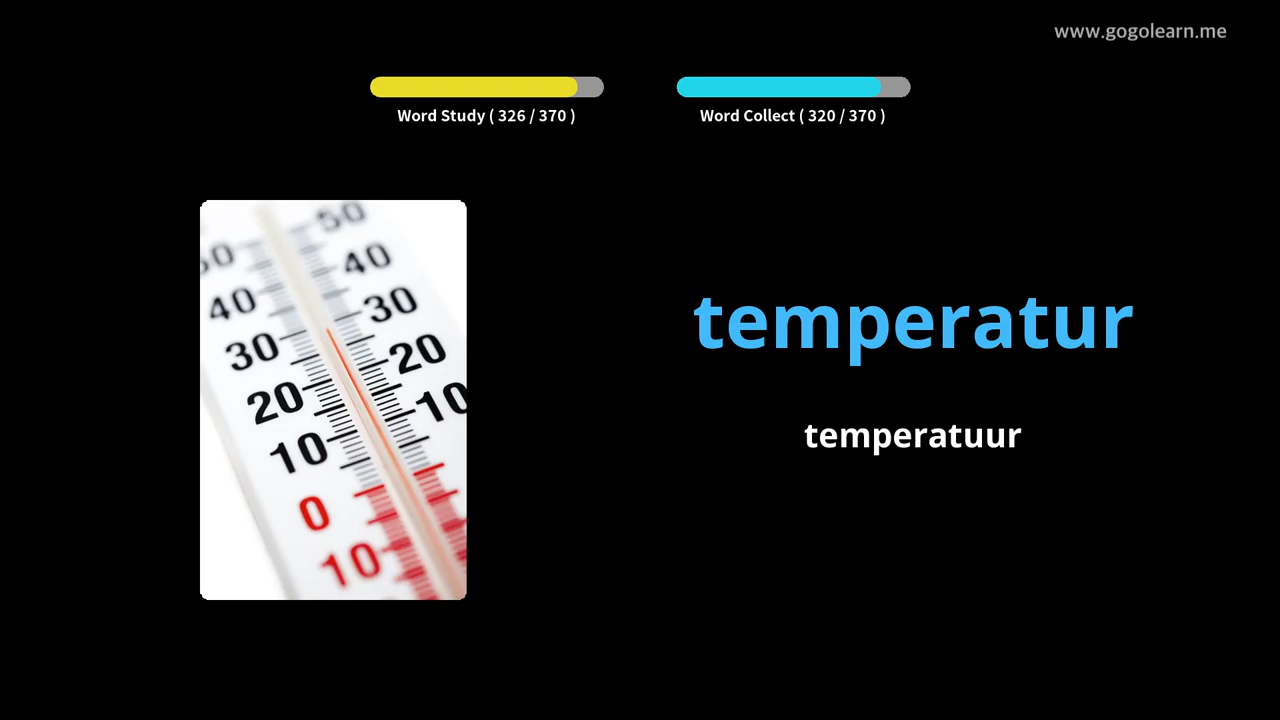 www.gogolearn.me
Word Study ( 326 / 370 )
Word Collect ( 320 / 370 )
50
50
40
40
30
30
20
20
10
10
0
10
temperatur
temperatuur